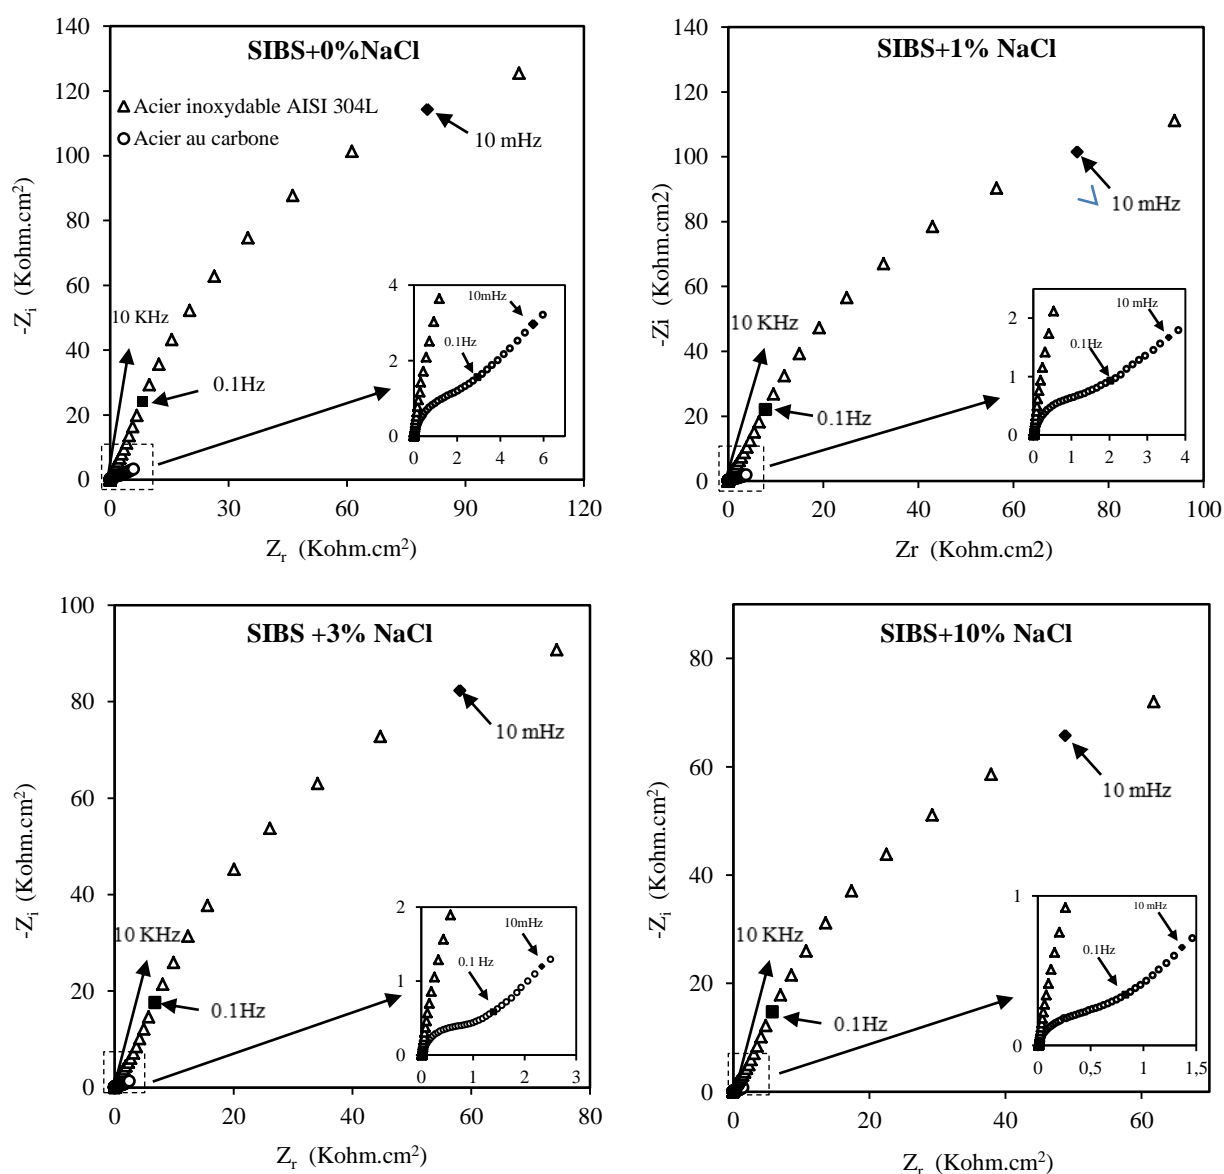 SIBS+0%NaCl
140
120
100
80
60
40
20
0
-Zi (Kohm.cm2)
Acier inoxydable AISI 304L
Acier au carbone
10 mHz
10 KHz
0.1Hz
4
2
0
10mHz
0.1Hz
0 2 4 6
0 30 60 90 120
Zr (Kohm.cm2)
SIBS+1% NaCl
140
120
100
80
60
40
20
0
-Zi (Kohm.cm2)
10 mHz
10 KHz
0.1Hz
2
1
0
10 mHz
0.1Hz
0 1 2 3 4
0 20 40 60 80 100
Zr (Kohm.cm2)
SIBS +3% NaCl
100
80
60
40
20
0
-Zi (Kohm.cm2)
10 mHz
10 KHz
0.1Hz
2
1
0
10mHz
0.1 Hz
0 1 2 3
0 20 40 60 80
Zr (Kohm.cm2)
SIBS+10% NaCl
80
60
40
20
0
-Zi (Kohm.cm2)
10 mHz
10 KHz
0.1Hz
1
0
10 mHz
0.1Hz
0 0,5 1 1,5
0 20 40 60
Zr (Kohm.cm2)